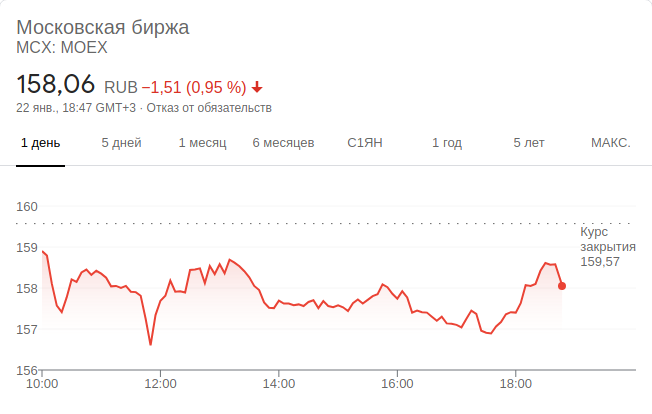 Московская биржа
MCX: MOEX
158,06 RUB −1,51 (0,95 %)
22 янв., 18:47 GMT+3 · Отказ от обязательств
1 день 5 дней 1 месяц 6 месяцев С1ЯН 1 год 5 лет МАКС.
160
Курс
159 закрытия
159,57
158
157
156
10:00 12:00 14:00 16:00 18:00